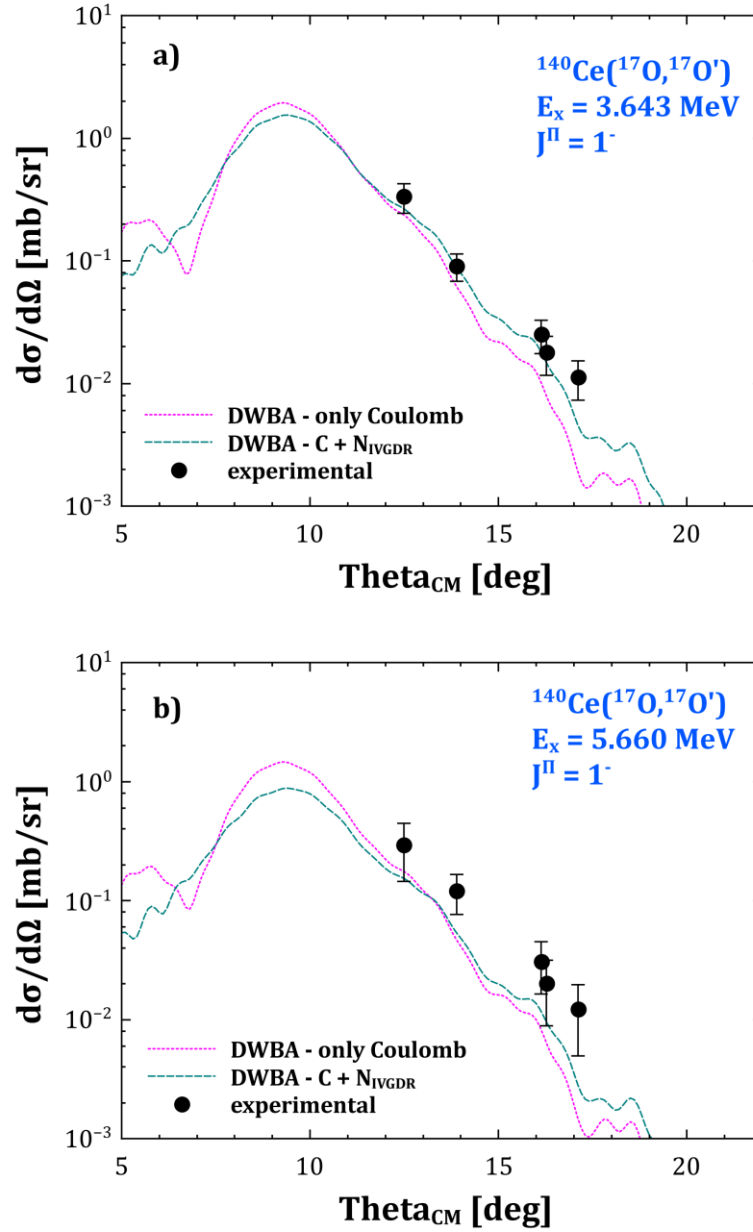 a)
¹⁴⁰Ce(¹⁷O,¹⁷O')
Eₓ = 3.643 MeV
J^Π = 1⁻
dσ/dΩ [mb/sr]
10¹
10⁰
10⁻¹
10⁻²
10⁻³
DWBA - only Coulomb
DWBA - C + N_IVGDR
experimental
5 10 15 20
Theta_CM [deg]
b)
¹⁴⁰Ce(¹⁷O,¹⁷O')
Eₓ = 5.660 MeV
J^Π = 1⁻
dσ/dΩ [mb/sr]
10¹
10⁰
10⁻¹
10⁻²
10⁻³
DWBA - only Coulomb
DWBA - C + N_IVGDR
experimental
5 10 15 20
Theta_CM [deg]